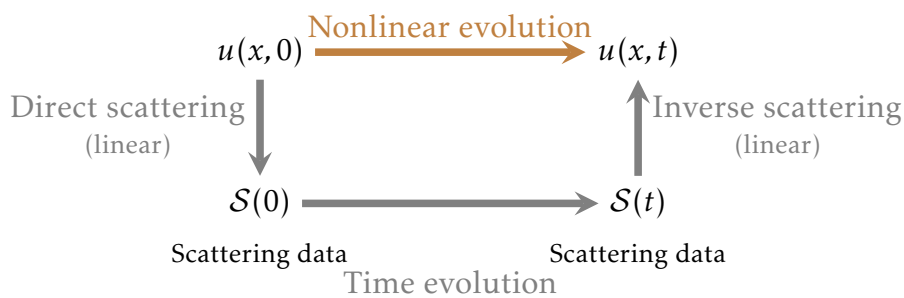 Nonlinear evolution
u(x, 0)
u(x, t)
Direct scattering
(linear)
Inverse scattering
(linear)
𝒮(0)
𝒮(t)
Scattering data
Scattering data
Time evolution